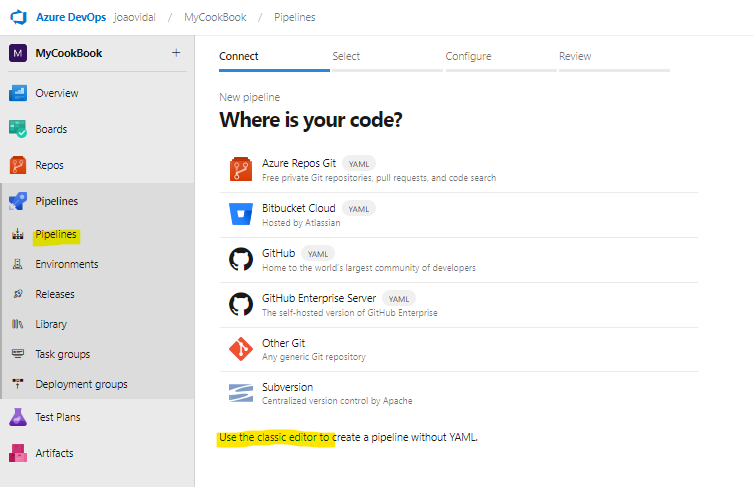 Azure DevOps joaovidal / MyCookBook / Pipelines
M MyCookBook +
Overview
Boards
Repos
Pipelines
Pipelines
Environments
Releases
Library
Task groups
Deployment groups
Test Plans
Artifacts
Connect Select Configure Review
New pipeline
Where is your code?
Azure Repos Git YAML
Free private Git repositories, pull requests, and code search
Bitbucket Cloud YAML
Hosted by Atlassian
GitHub YAML
Home to the world's largest community of developers
GitHub Enterprise Server YAML
The self-hosted version of GitHub Enterprise
Other Git
Any generic Git repository
Subversion
Centralized version control by Apache
Use the classic editor to create a pipeline without YAML.